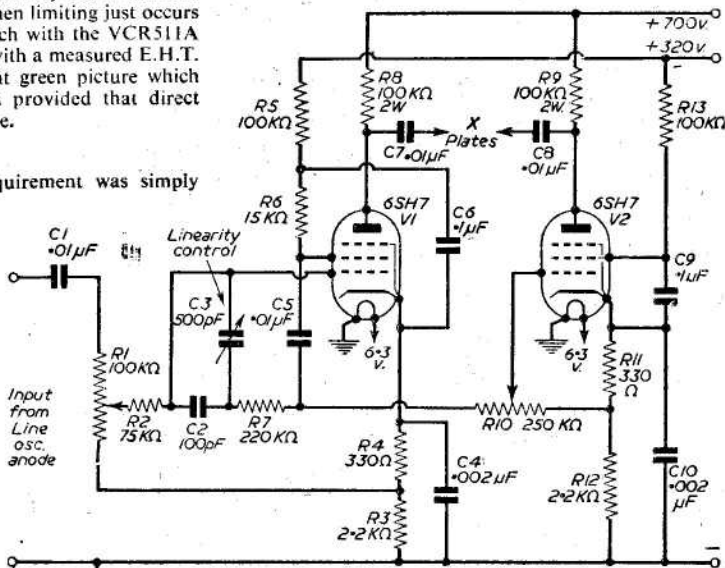 hen limiting just occurs
ch with the VCR511A
vith a measured E.H.T.
nt green picture which
s provided that direct
e.
quirement was simply
+700v.
+320v.
R8
100KΩ
2W.
R9
100KΩ
2W.
R13
100KΩ
R5
100KΩ
C7 .01μF
X
Plates
C8
.01μF
R6
15KΩ
6SH7
V1
C6
.1μF
6SH7
V2
C9
.1μF
C1
.01μF
Linearity
control
C3
500pF
C5
.01μF
6.3
v.
6.3
v.
R11
330
Ω
R1
100KΩ
Input
from
Line
osc.
anode
R2
75KΩ
C2
100pF
R7
220KΩ
R10 250 KΩ
R4
330Ω
C4
.002μF
R12
2.2KΩ
C10
.002
μF
R3
2.2KΩ